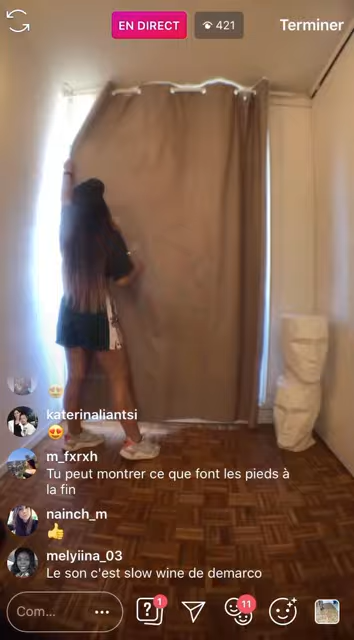 EN DIRECT
421
Terminer
katerinaliantsi
m_fxrxh
Tu peut montrer ce que font les pieds à
la fin
nainch_m
melyiina_03
Le son c'est slow wine de demarco
Com...
1
11